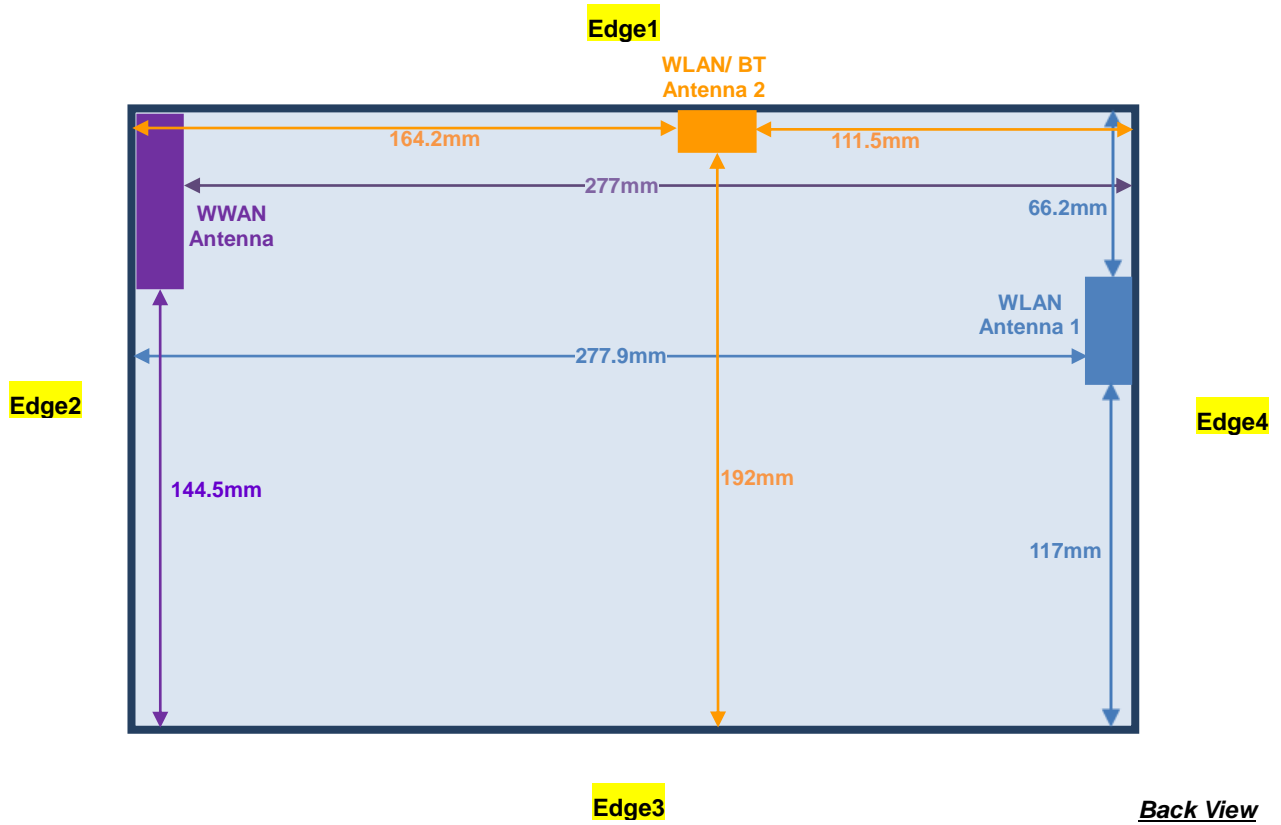 Edge1
WLAN/ BT
Antenna 2
164.2mm
111.5mm
277mm
66.2mm
WWAN
Antenna
WLAN
Antenna 1
277.9mm
Edge2
Edge4
144.5mm
192mm
117mm
Edge3
Back View